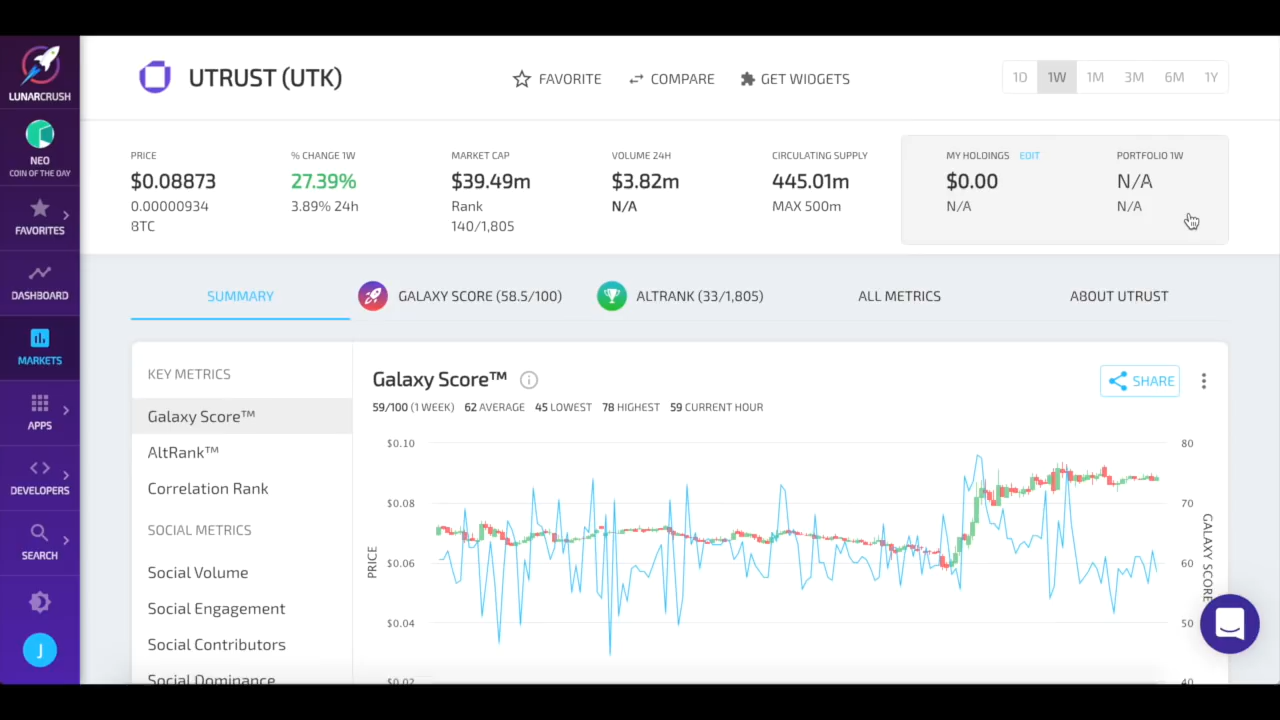 LUNARCRUSH
NEO
COIN OF THE DAY
FAVORITES
DASHBOARD
MARKETS
APPS
DEVELOPERS
SEARCH
J
UTRUST (UTK)
FAVORITE
COMPARE
GET WIDGETS
1D 1W 1M 3M 6M 1Y
PRICE
$0.08873
0.00000934
BTC
% CHANGE 1W
27.39%
3.89% 24h
MARKET CAP
$39.49m
Rank
140/1,805
VOLUME 24H
$3.82m
N/A
CIRCULATING SUPPLY
445.01m
MAX 500m
MY HOLDINGS EDIT
$0.00
N/A
PORTFOLIO 1W
N/A
N/A
SUMMARY
GALAXY SCORE (58.5/100)
ALTRANK (33/1,805)
ALL METRICS
ABOUT UTRUST
KEY METRICS
Galaxy Score™
AltRank™
Correlation Rank
SOCIAL METRICS
Social Volume
Social Engagement
Social Contributors
Social Dominance
Galaxy Score™
SHARE
59/100 (1 WEEK) 62 AVERAGE 45 LOWEST 78 HIGHEST 59 CURRENT HOUR
$0.10
$0.08
$0.06
$0.04
$0.02
PRICE
80
70
60
50
40
GALAXY SCORE